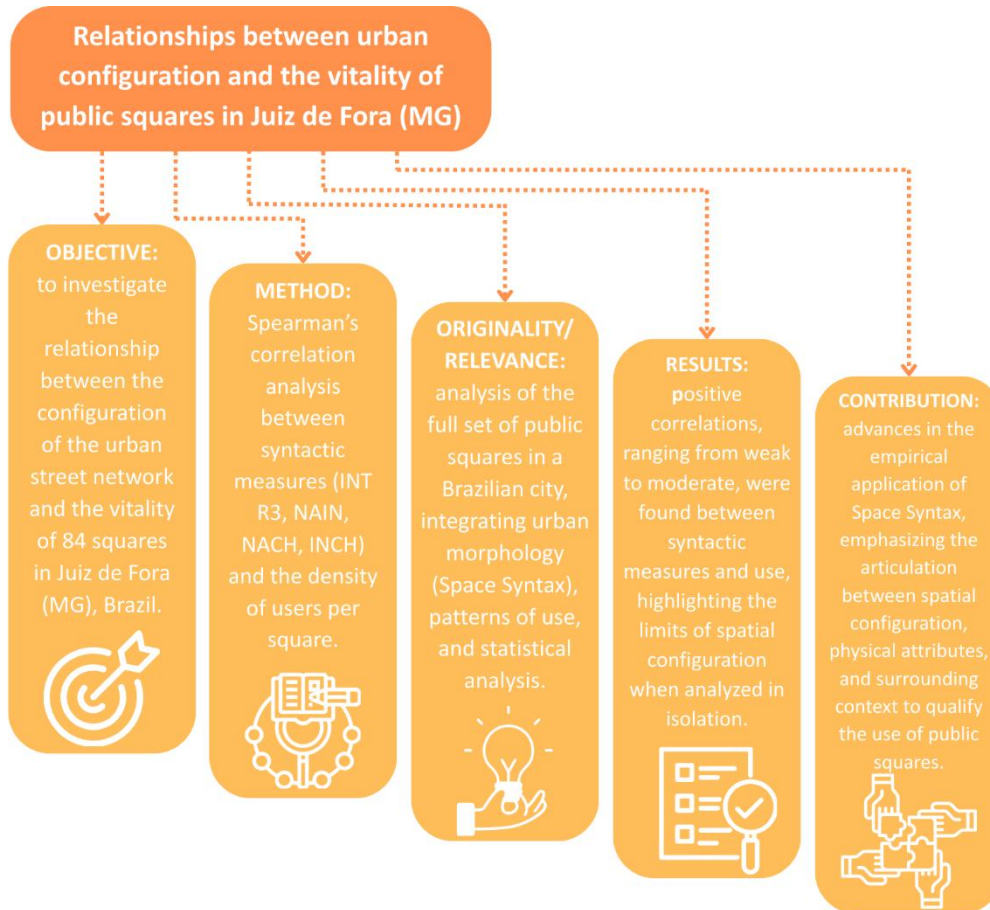 Relationships between urban
configuration and the vitality of
public squares in Juiz de Fora (MG)
OBJECTIVE:
to investigate
the
relationship
between the
configuration
of the urban
street network
and the vitality
of 84 squares
in Juiz de Fora
(MG), Brazil.
METHOD:
Spearman’s
correlation
analysis
between
syntactic
measures (INT
R3, NAIN,
NACH, INCH)
and the density
of users per
square.
ORIGINALITY/
RELEVANCE:
analysis of the
full set of public
squares in a
Brazilian city,
integrating urban
morphology
(Space Syntax),
patterns of use,
and statistical
analysis.
RESULTS:
positive
correlations,
ranging from weak
to moderate, were
found between
syntactic
measures and use,
highlighting the
limits of spatial
configuration
when analyzed in
isolation.
CONTRIBUTION:
advances in the
empirical
application of
Space Syntax,
emphasizing the
articulation
between spatial
configuration,
physical attributes,
and surrounding
context to qualify
the use of public
squares.